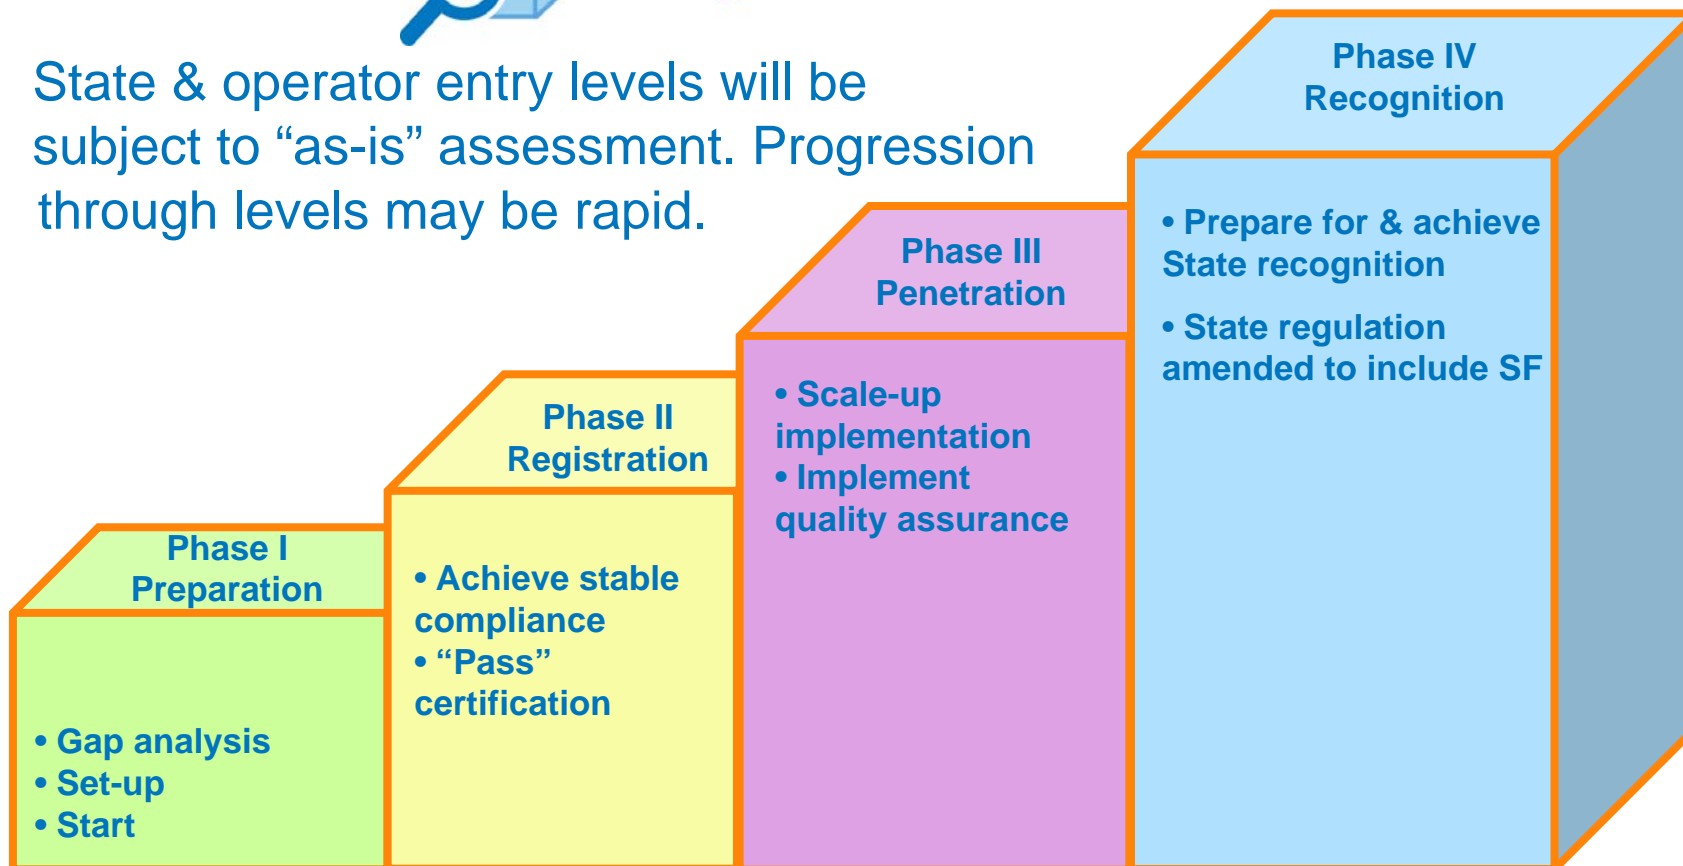 State & operator entry levels will be
subject to “as-is” assessment. Progression
through levels may be rapid.
Phase I
Preparation
• Gap analysis
• Set-up
• Start
Phase II
Registration
• Achieve stable
compliance
• “Pass”
certification
Phase III
Penetration
• Scale-up
implementation
• Implement
quality assurance
Phase IV
Recognition
• Prepare for & achieve
State recognition
• State regulation
amended to include SF